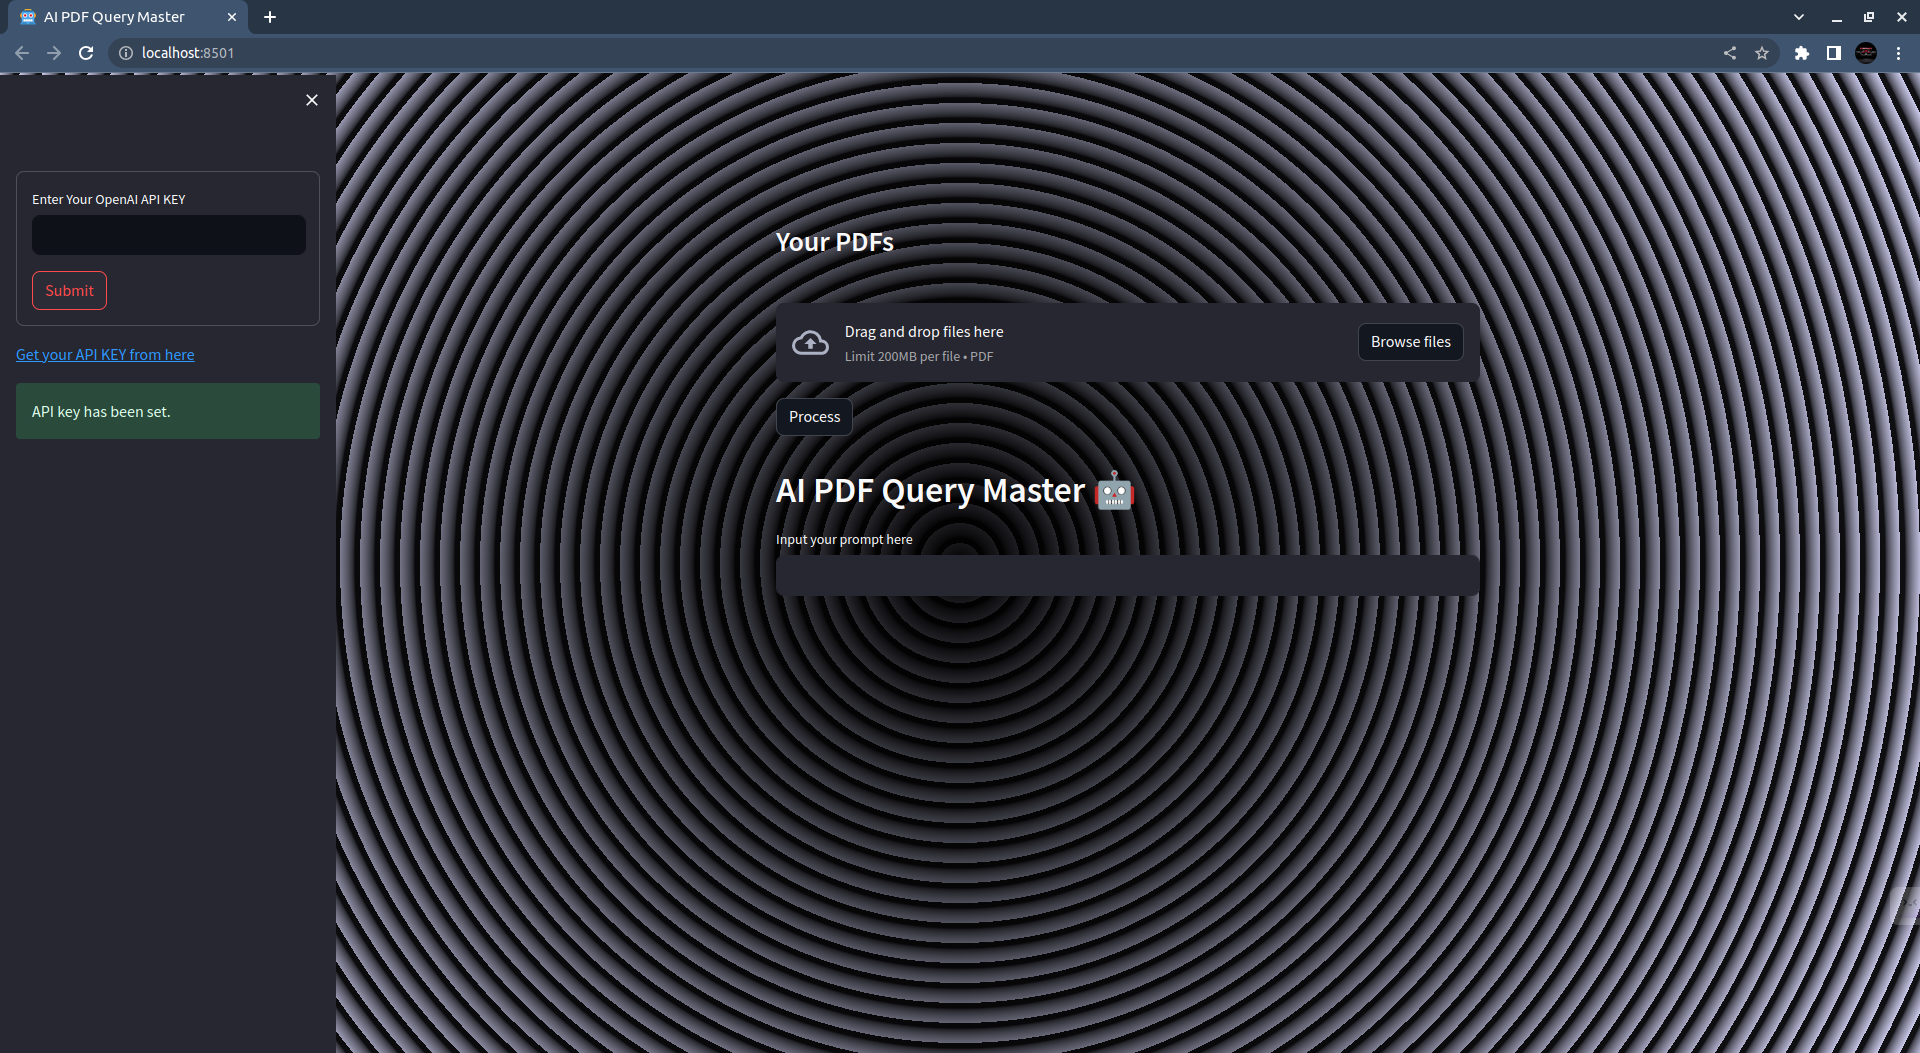 AI PDF Query Master
localhost:8501
Enter Your OpenAI API KEY
Submit
Get your API KEY from here
API key has been set.
Your PDFs
Drag and drop files here
Limit 200MB per file • PDF
Browse files
Process
AI PDF Query Master 🤖
Input your prompt here